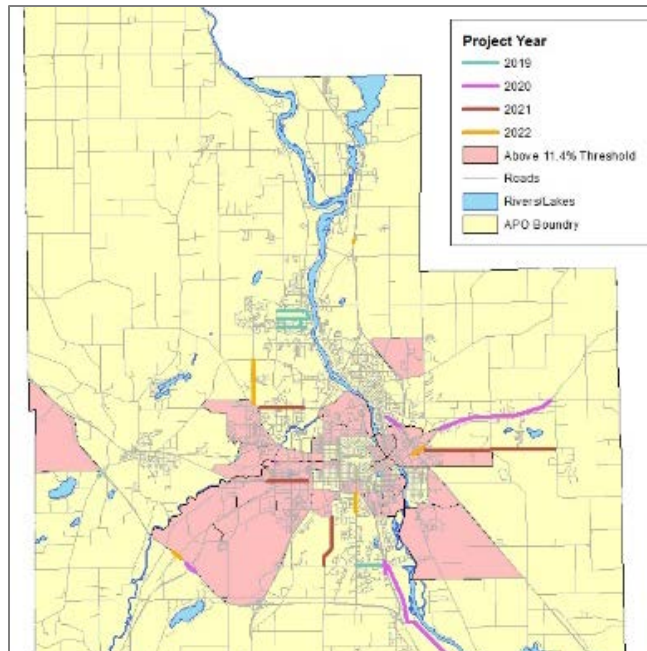 Project Year
2019
2020
2021
2022
Above 11.4% Threshold
Roads
Rivers/Lakes
APO Boundry